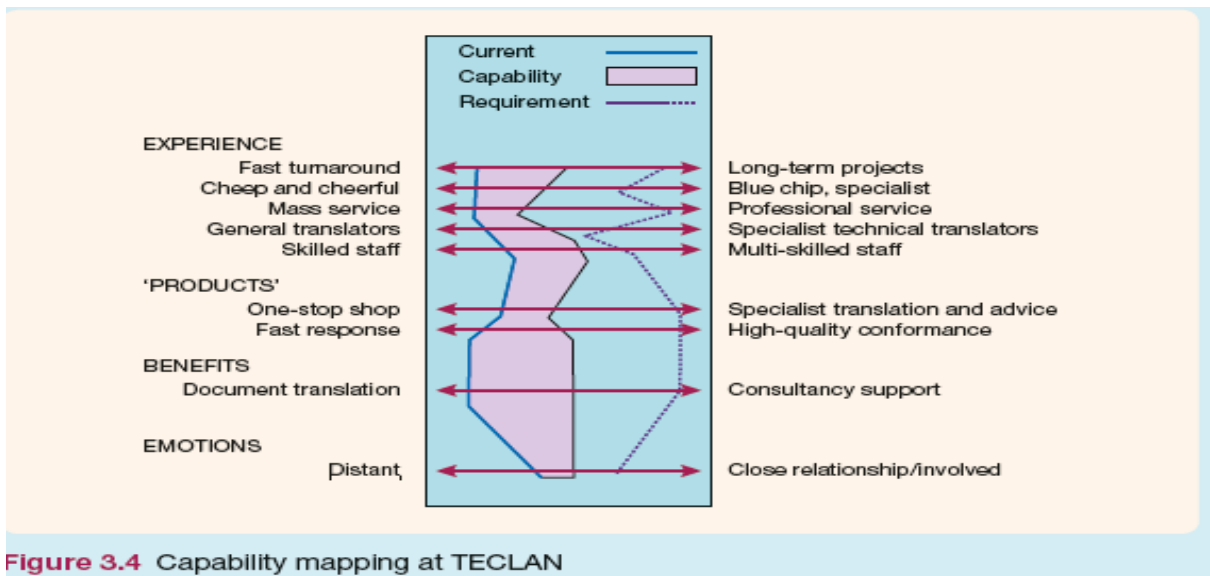 Current
Capability
Requirement
EXPERIENCE
Fast turnaround Long-term projects
Cheep and cheerful Blue chip, specialist
Mass service Professional service
General translators Specialist technical translators
Skilled staff Multi-skilled staff
‘PRODUCTS’
One-stop shop Specialist translation and advice
Fast response High-quality conformance
BENEFITS
Document translation Consultancy support
EMOTIONS
Distant Close relationship/involved
Figure 3.4 Capability mapping at TECLAN